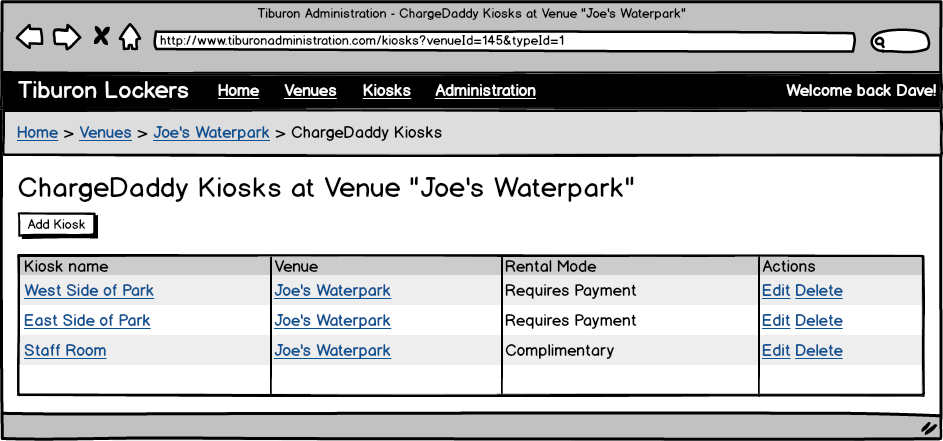 Tiburon Administration - ChargeDaddy Kiosks at Venue "Joe's Waterpark"
http://www.tiburonadministration.com/kiosks?venueId=145&typeId=1
Tiburon Lockers Home Venues Kiosks Administration Welcome back Dave!
Home > Venues > Joe's Waterpark > ChargeDaddy Kiosks
ChargeDaddy Kiosks at Venue "Joe's Waterpark"
Add Kiosk
Kiosk name Venue Rental Mode Actions
West Side of Park Joe's Waterpark Requires Payment Edit Delete
East Side of Park Joe's Waterpark Requires Payment Edit Delete
Staff Room Joe's Waterpark Complimentary Edit Delete